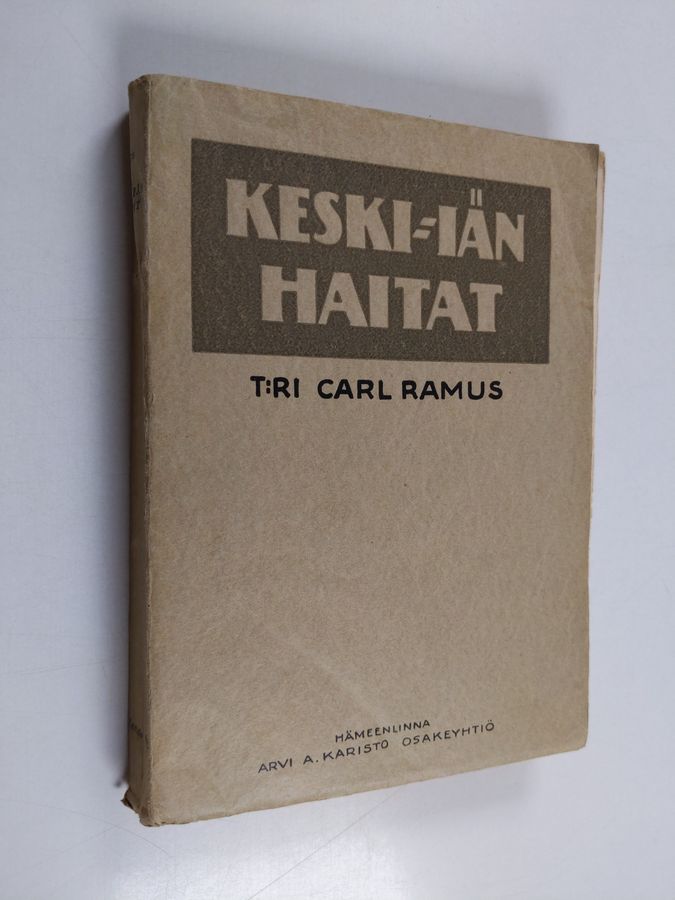 KESKI=IÄN
HAITAT
T:RI CARL RAMUS
HÄMEENLINNA
ARVI A. KARISTO OSAKEYHTIÖ